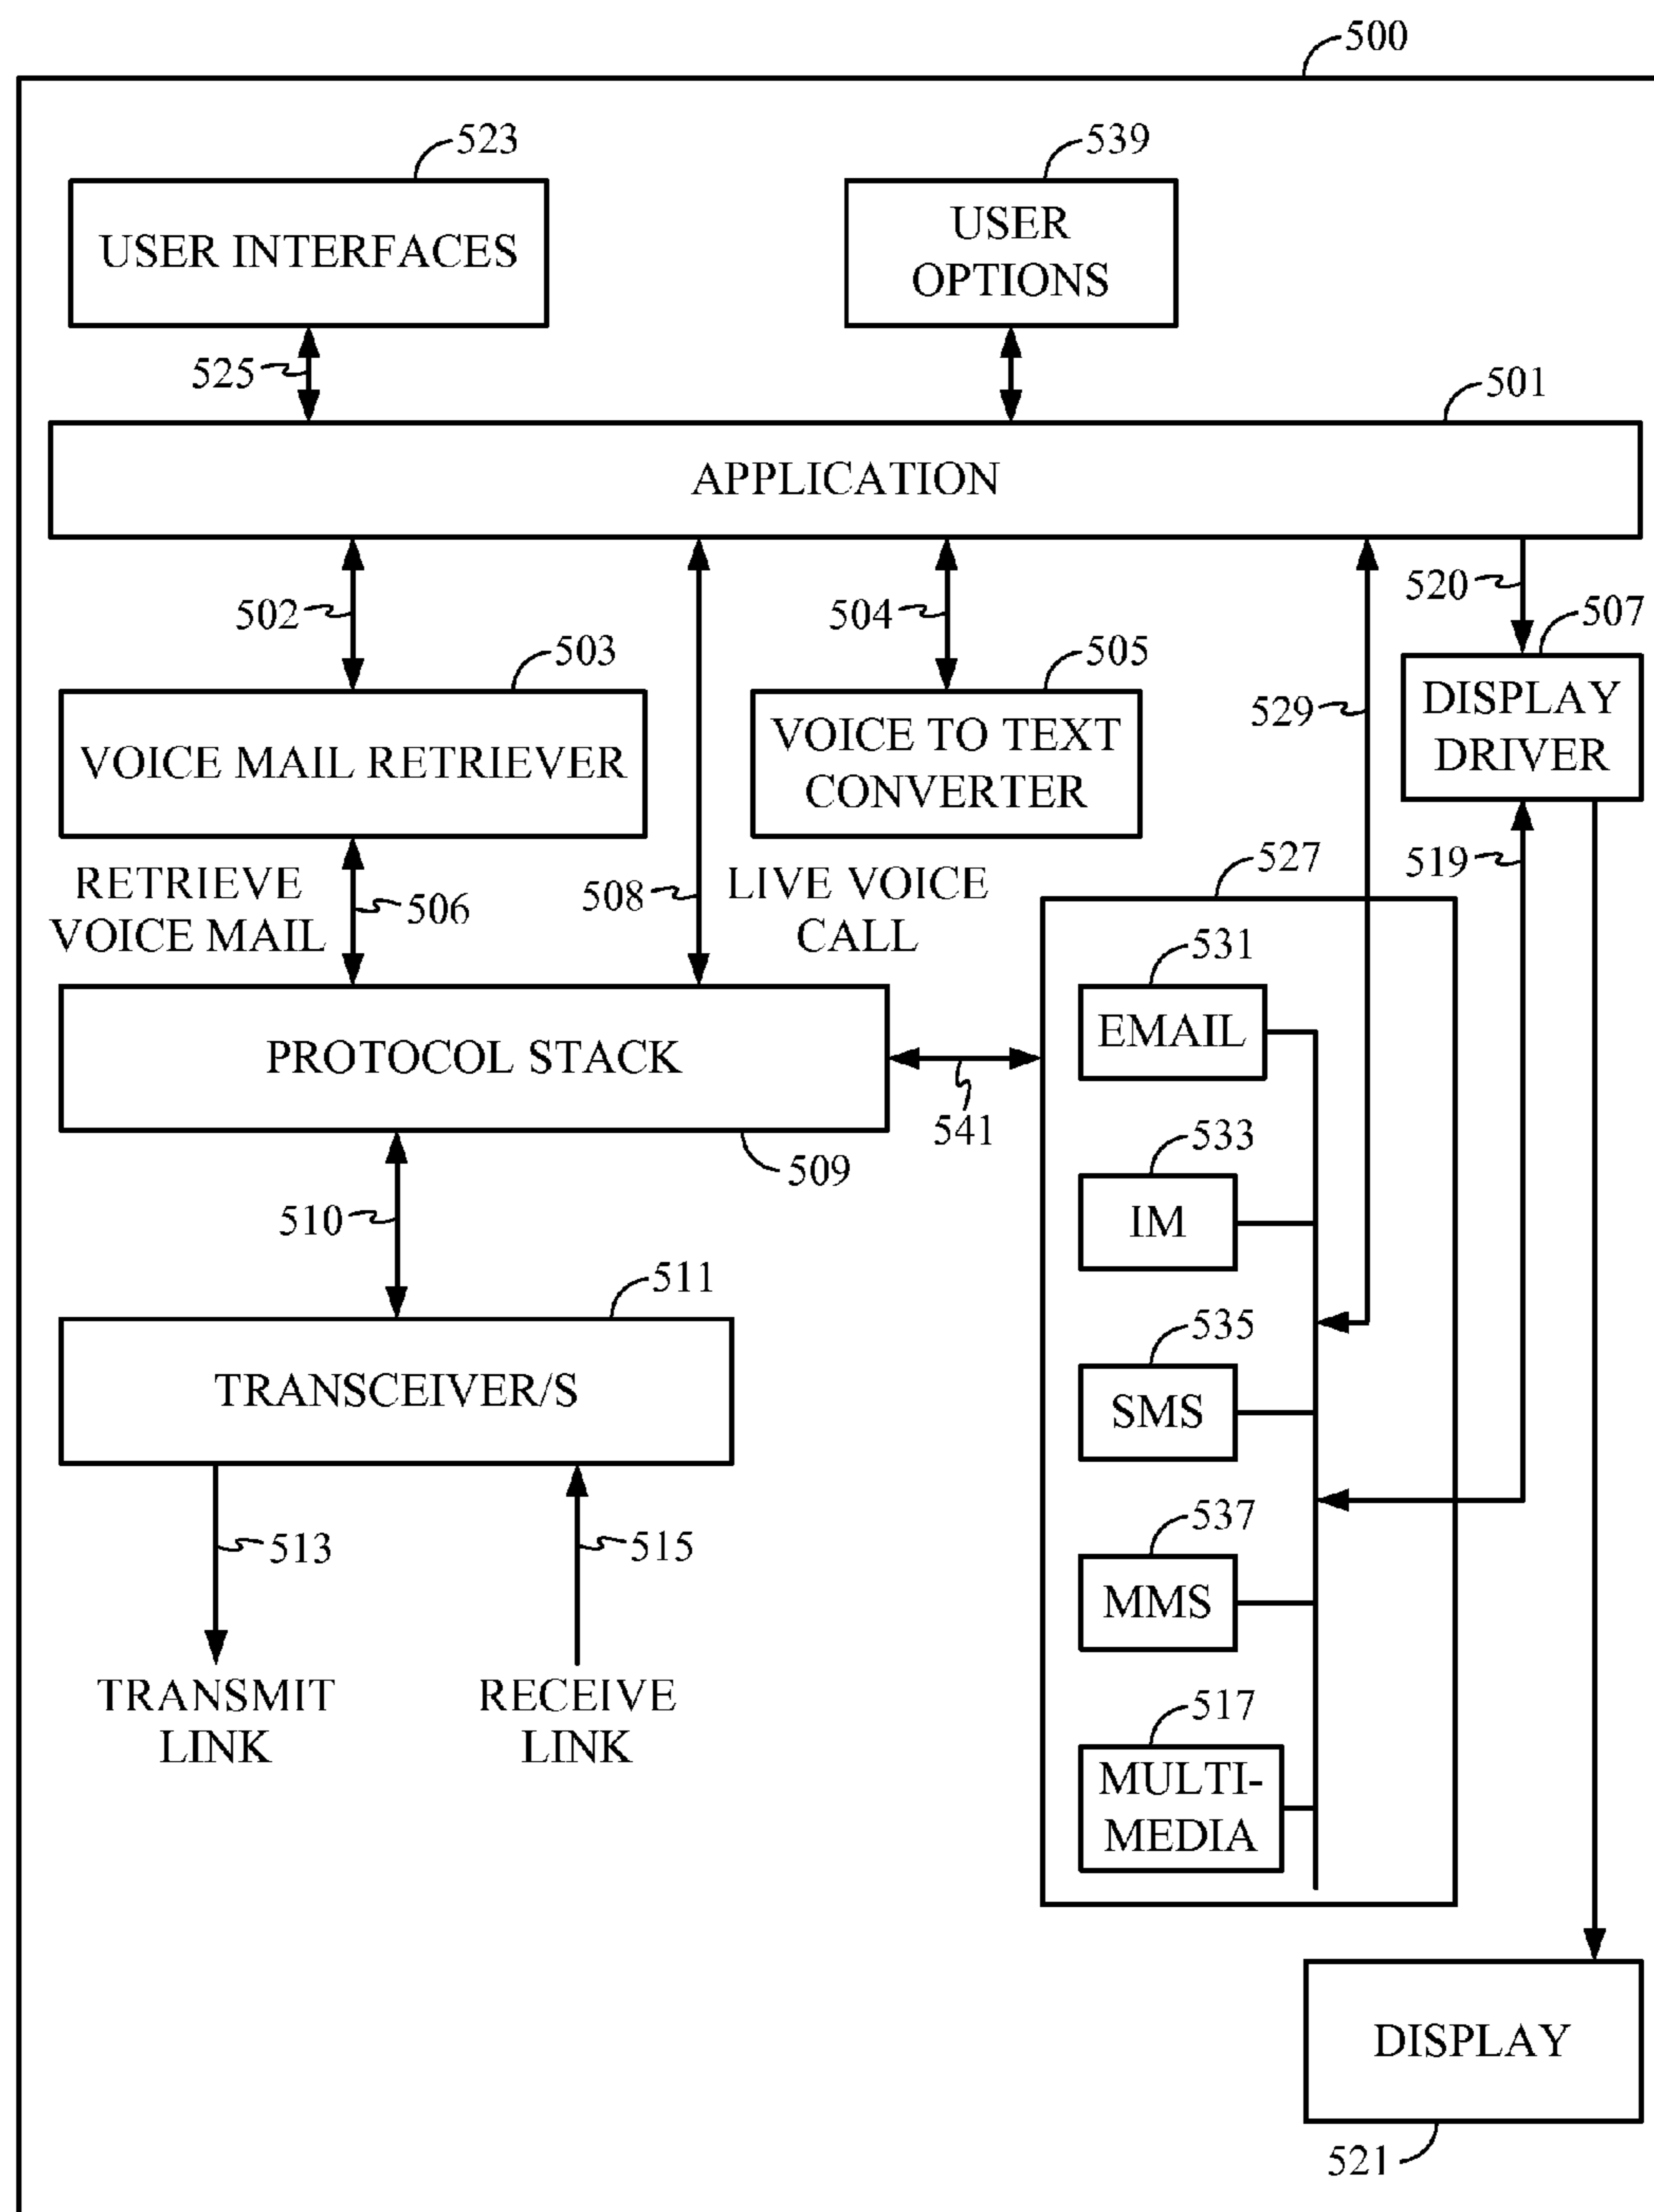 500
523
539
USER INTERFACES
USER
OPTIONS
525
501
APPLICATION
502
504
520
507
503
505
529
DISPLAY
DRIVER
VOICE MAIL RETRIEVER
VOICE TO TEXT
CONVERTER
519
527
RETRIEVE
VOICE MAIL
506
508
LIVE VOICE
CALL
531
EMAIL
PROTOCOL STACK
541
509
533
IM
510
511
535
TRANSCEIVER/S
SMS
513
515
537
MMS
TRANSMIT
LINK
RECEIVE
LINK
517
MULTI-
MEDIA
DISPLAY
521